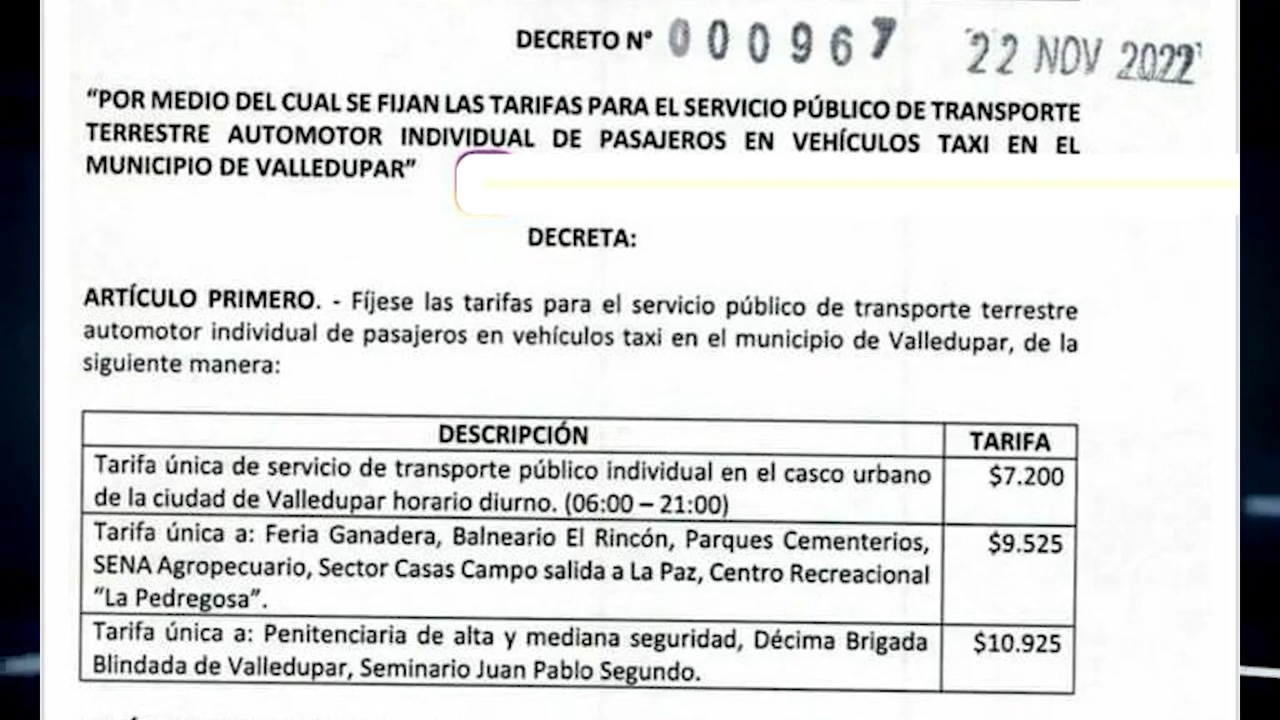 DECRETO N° 000967 22 NOV 2022
“POR MEDIO DEL CUAL SE FIJAN LAS TARIFAS PARA EL SERVICIO PÚBLICO DE TRANSPORTE
TERRESTRE AUTOMOTOR INDIVIDUAL DE PASAJEROS EN VEHÍCULOS TAXI EN EL
MUNICIPIO DE VALLEDUPAR”
DECRETA:
ARTÍCULO PRIMERO. - Fíjese las tarifas para el servicio público de transporte terrestre
automotor individual de pasajeros en vehículos taxi en el municipio de Valledupar, de la
siguiente manera:
DESCRIPCIÓN TARIFA
Tarifa única de servicio de transporte público individual en el casco urbano $7.200
de la ciudad de Valledupar horario diurno. (06:00 – 21:00)
Tarifa única a: Feria Ganadera, Balneario El Rincón, Parques Cementerios, $9.525
SENA Agropecuario, Sector Casas Campo salida a La Paz, Centro Recreacional
“La Pedregosa”.
Tarifa única a: Penitenciaria de alta y mediana seguridad, Décima Brigada $10.925
Blindada de Valledupar, Seminario Juan Pablo Segundo.